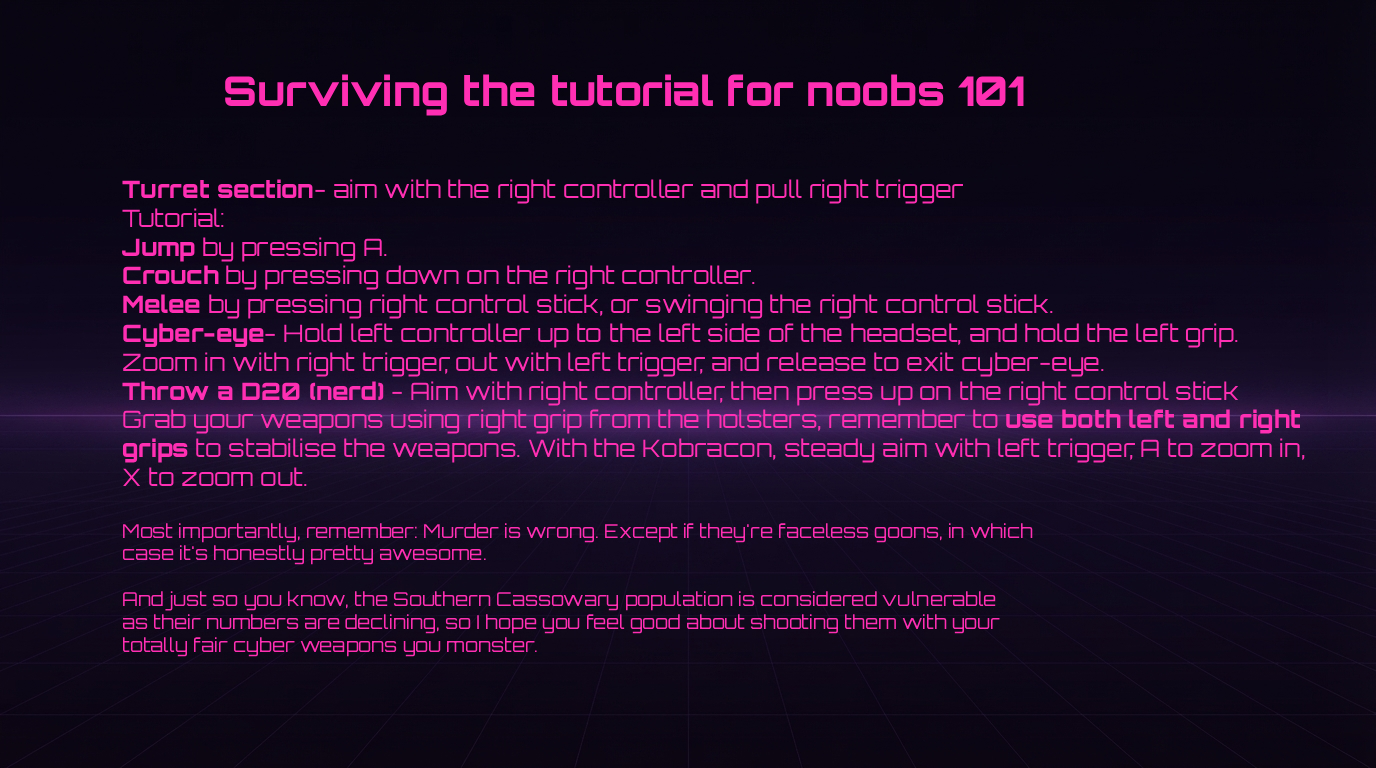 Surviving the tutorial for noobs 101
Turret section- aim with the right controller and pull right trigger
Tutorial:
Jump by pressing A.
Crouch by pressing down on the right controller.
Melee by pressing right control stick, or swinging the right control stick.
Cyber-eye- Hold left controller up to the left side of the headset, and hold the left grip.
Zoom in with right trigger, out with left trigger, and release to exit cyber-eye.
Throw a D20 (nerd) - Aim with right controller, then press up on the right control stick
Grab your weapons using right grip from the holsters, remember to use both left and right
grips to stabilise the weapons. With the Kobracon, steady aim with left trigger, A to zoom in,
X to zoom out.
Most importantly, remember: Murder is wrong. Except if they're faceless goons, in which
case it's honestly pretty awesome.
And just so you know, the Southern Cassowary population is considered vulnerable
as their numbers are declining, so I hope you feel good about shooting them with your
totally fair cyber weapons you monster.